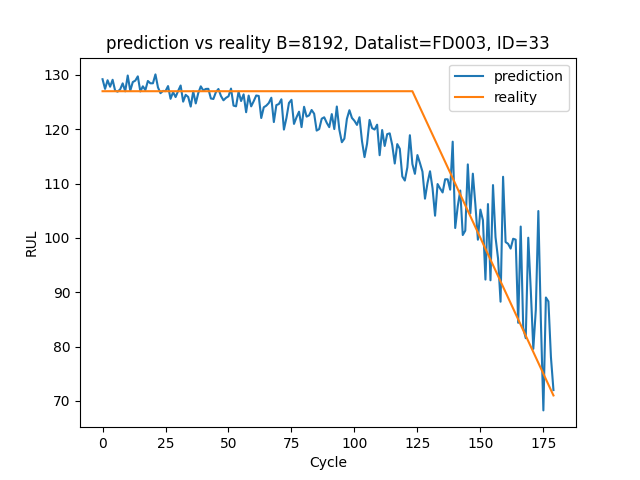 prediction vs reality B=8192, Datalist=FD003, ID=33
prediction
reality
130
120
110
100
90
80
70
RUL
0 25 50 75 100 125 150 175
Cycle